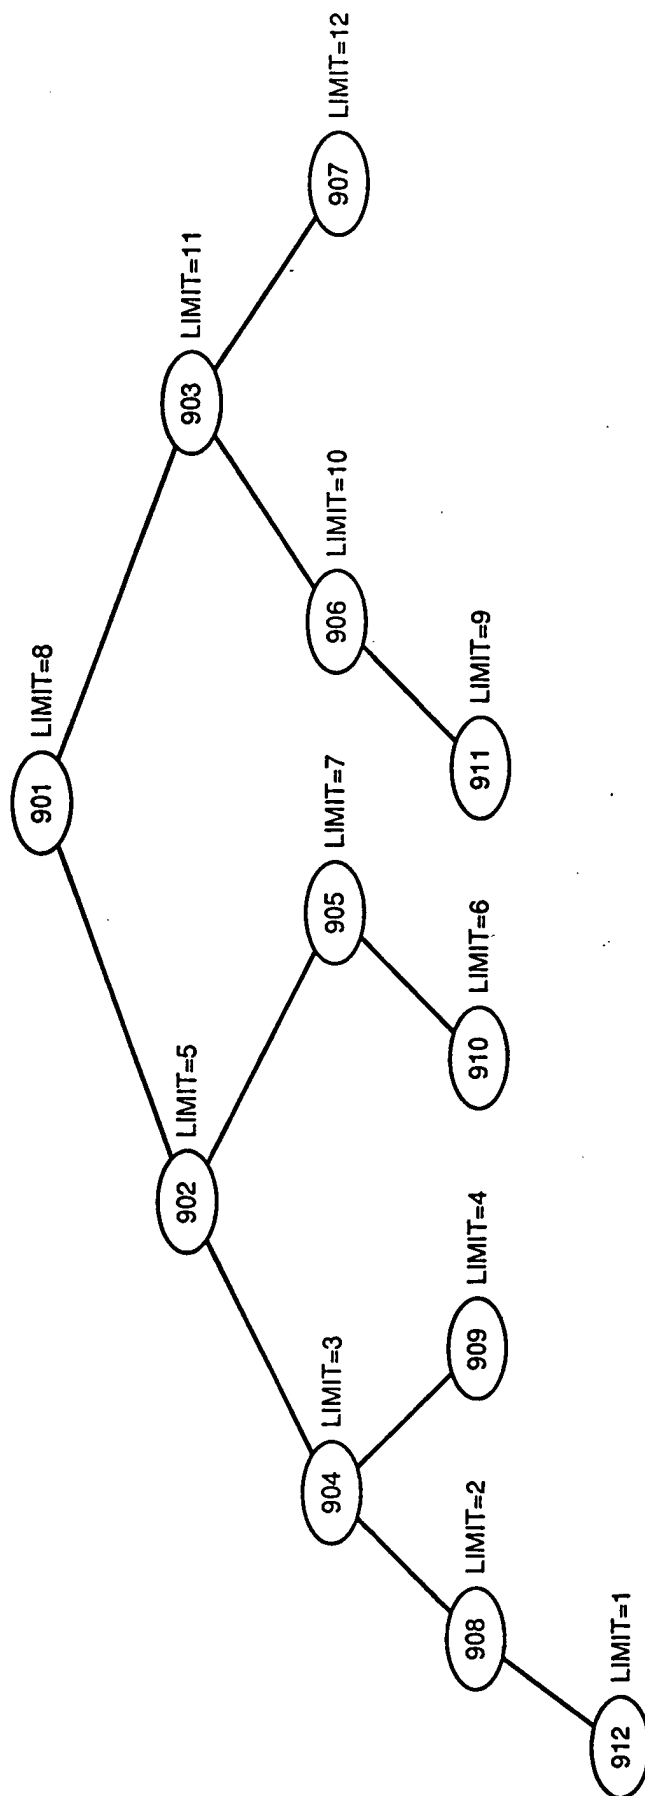 901 LIMIT=8
902 LIMIT=5
903 LIMIT=11
904 LIMIT=3
905 LIMIT=7
906 LIMIT=10
907 LIMIT=12
908 LIMIT=2
909 LIMIT=4
910 LIMIT=6
911 LIMIT=9
912 LIMIT=1